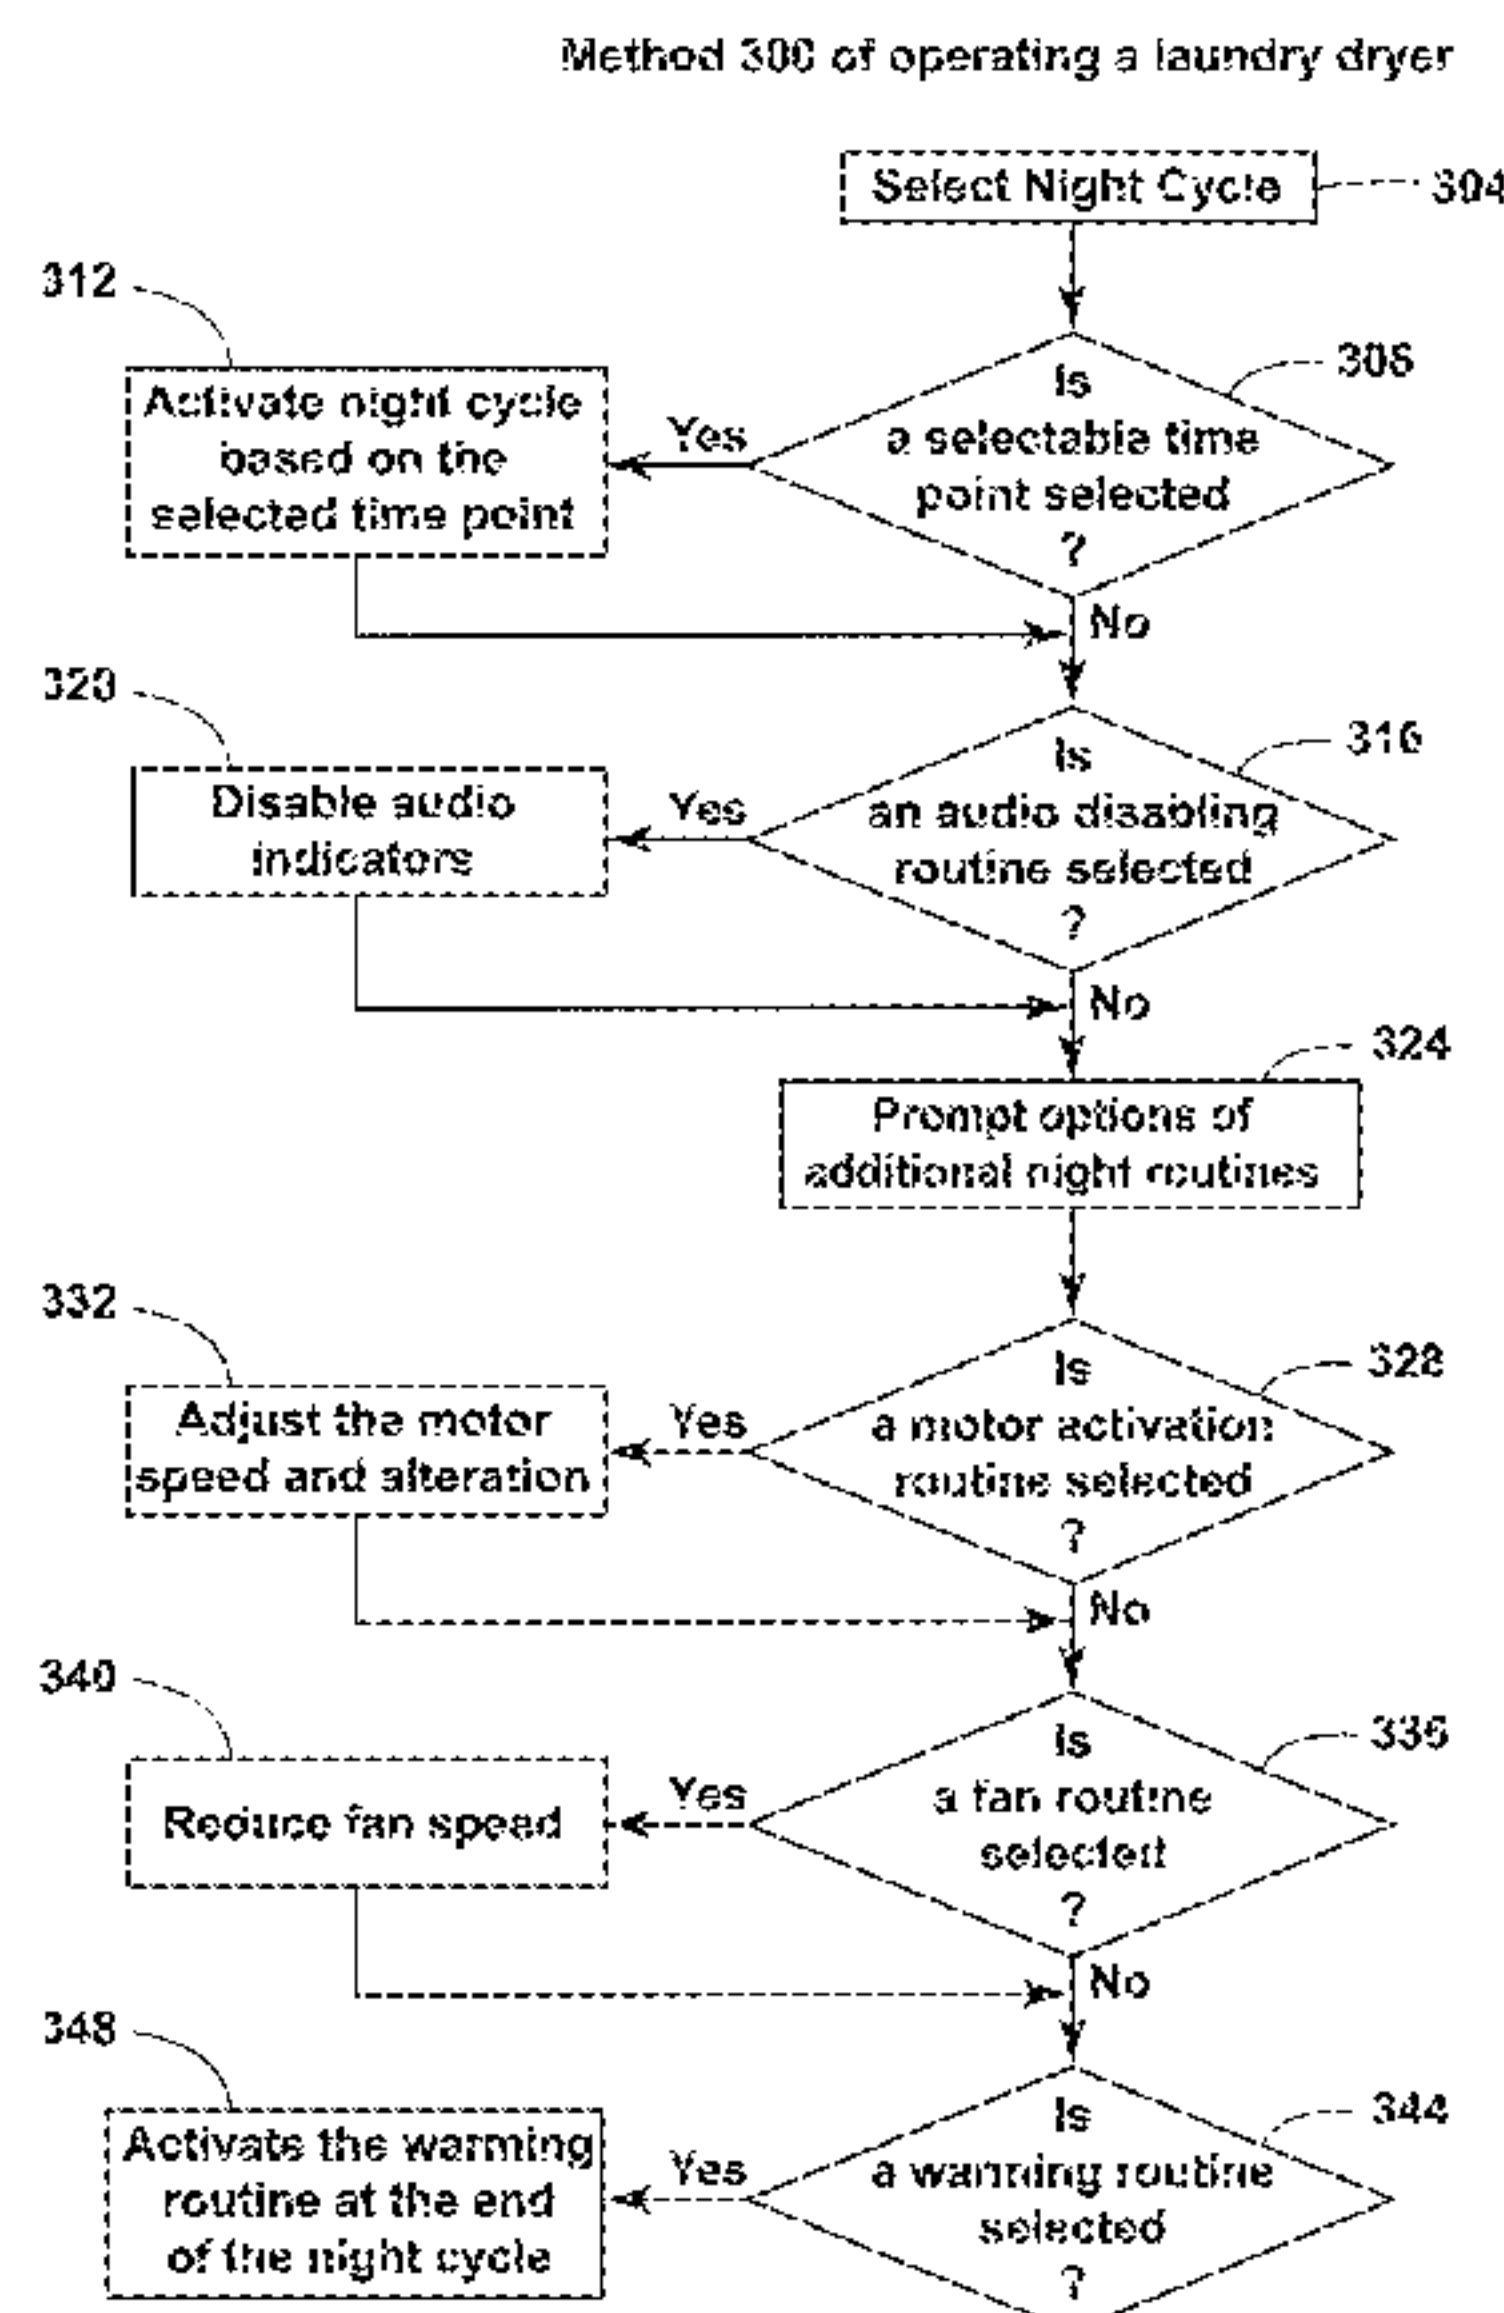 Method 300 of operating a laundry dryer
Select Night Cycle
304
312
Activate night cycle
based on the
selected time point
Yes
Is
a selectable time
point selected
?
308
No
320
Disable audio
indicators
Yes
Is
an audio disabling
routine selected
?
316
No
324
Prompt options of
additional night routines
332
Adjust the motor
speed and alteration
Yes
Is
a motor activation
routine selected
?
328
No
340
Reduce fan speed
Yes
Is
a fan routine
selected
?
336
No
348
Activate the warming
routine at the end
of the night cycle
Yes
Is
a warming routine
selected
?
344